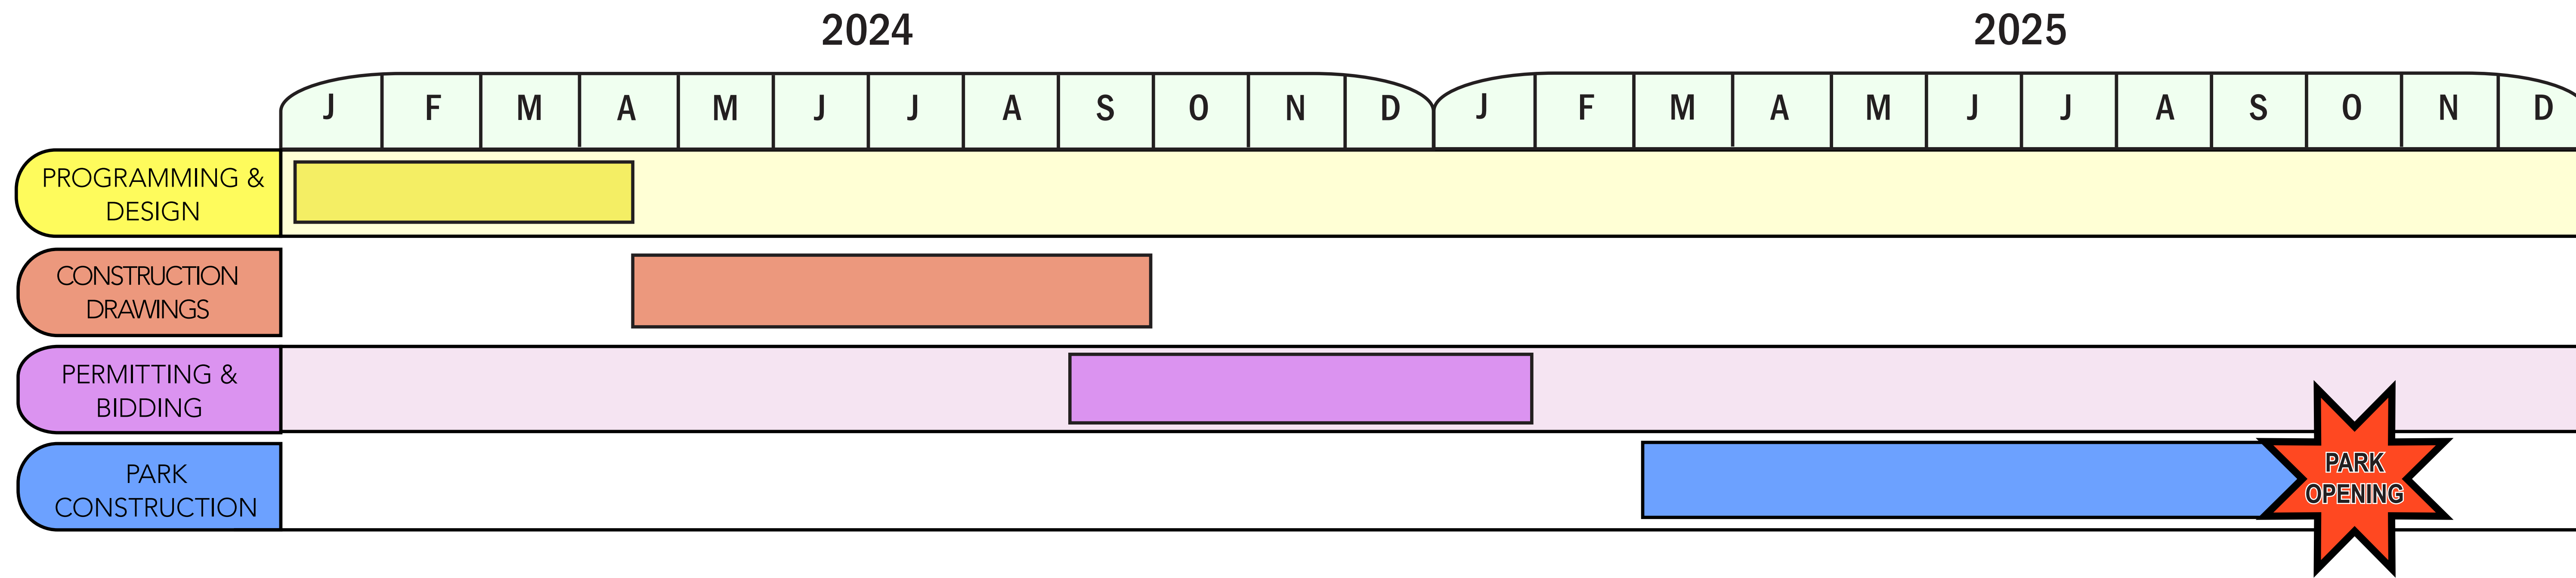 2024 2025
J F M A M J J A S O N D J F M A M J J A S O N D
PROGRAMMING &
DESIGN
CONSTRUCTION
DRAWINGS
PERMITTING &
BIDDING
PARK
CONSTRUCTION
PARK
OPENING